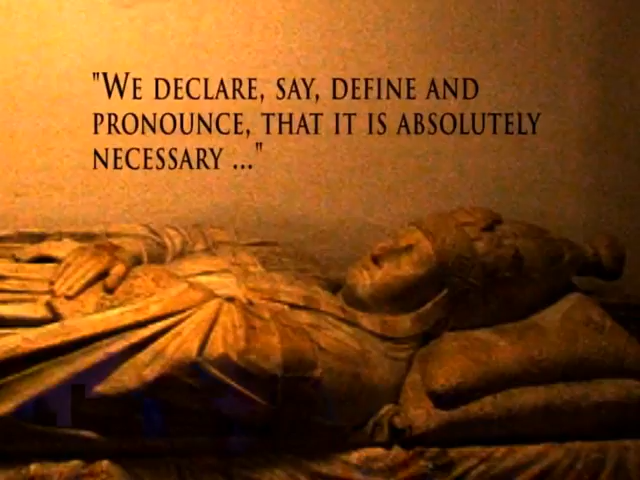 "We declare, say, define and
pronounce, that it is absolutely
necessary ..."